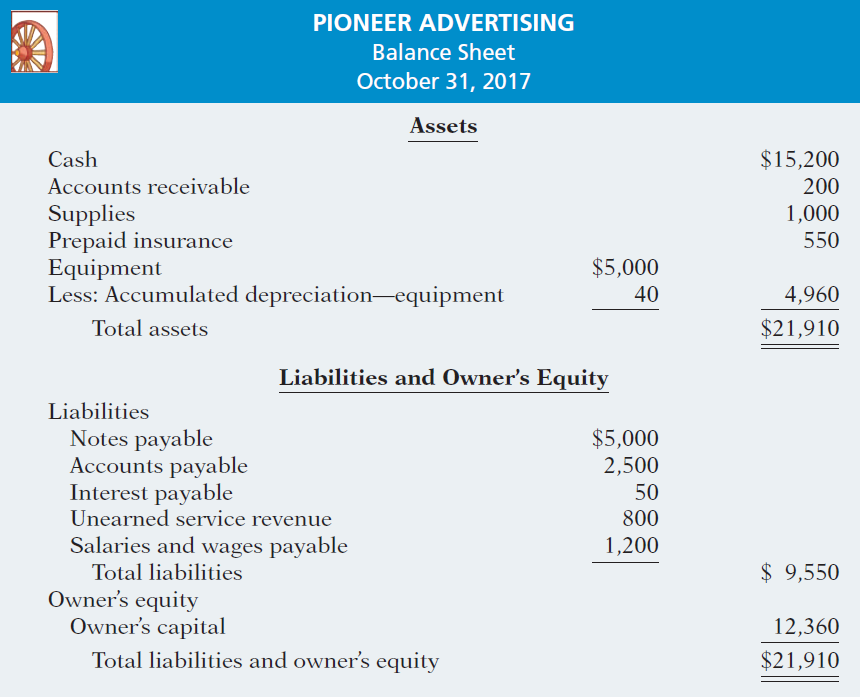 PIONEER ADVERTISING
Balance Sheet
October 31, 2017
Assets
Cash $15,200
Accounts receivable 200
Supplies 1,000
Prepaid insurance 550
Equipment $5,000
Less: Accumulated depreciation—equipment 40 4,960
Total assets $21,910
Liabilities and Owner’s Equity
Liabilities
Notes payable $5,000
Accounts payable 2,500
Interest payable 50
Unearned service revenue 800
Salaries and wages payable 1,200
Total liabilities $ 9,550
Owner’s equity
Owner’s capital 12,360
Total liabilities and owner’s equity $21,910